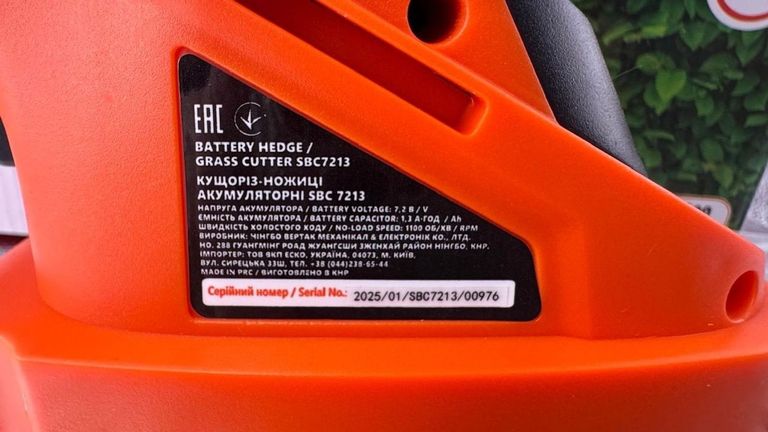 EAC
BATTERY HEDGE /
GRASS CUTTER SBC7213
КУЩОРІЗ-НОЖИЦІ
АКУМУЛЯТОРНІ SBC 7213
НАПРУГА АКУМУЛЯТОРА / BATTERY VOLTAGE: 7,2 В / V
ЄМНІСТЬ АКУМУЛЯТОРА / BATTERY CAPACITOR: 1,3 А·ГОД / Ah
ШВИДКІСТЬ ХОЛОСТОГО ХОДУ / NO-LOAD SPEED: 1100 ОБ/ХВ / RPM
ВИРОБНИК: ЧІНГБО ВЕРТАК МЕХАНІКАЛ & ЕЛЕКТРОНІК КО., ЛТД.
НО. 288 ГУАНГМІНГ РОАД ЖУАНГСШИ ЗЖЕНХАЙ РАЙОН НІНГБО, КНР.
ІМПОРТЕР: ТОВ ВКП ЕСКО, УКРАЇНА, 04073, М. КИЇВ,
ВУЛ. СИРЕЦЬКА 33Ш, ТЕЛ. +38 (044)238-65-44
MADE IN PRC / ВИГОТОВЛЕНО В КНР
Серійний номер / Serial No.: 2025/01/SBC7213/00976